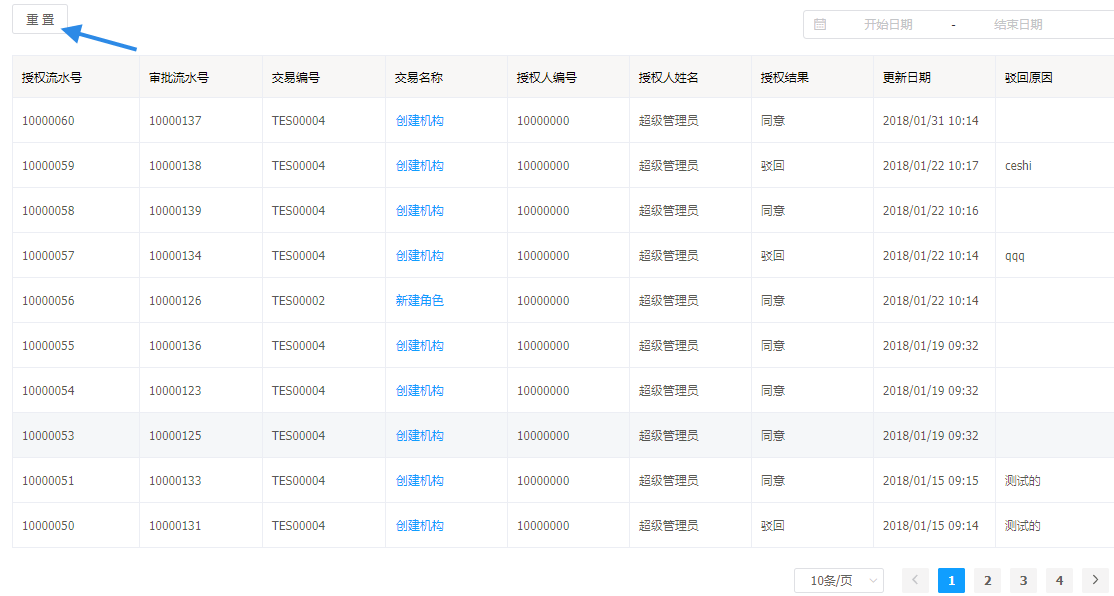 重 置
开始日期 - 结束日期
授权流水号 审批流水号 交易编号 交易名称 授权人编号 授权人姓名 授权结果 更新日期 驳回原因
10000060 10000137 TES00004 创建机构 10000000 超级管理员 同意 2018/01/31 10:14
10000059 10000138 TES00004 创建机构 10000000 超级管理员 驳回 2018/01/22 10:17 ceshi
10000058 10000139 TES00004 创建机构 10000000 超级管理员 同意 2018/01/22 10:16
10000057 10000134 TES00004 创建机构 10000000 超级管理员 驳回 2018/01/22 10:14 qqq
10000056 10000126 TES00002 新建角色 10000000 超级管理员 同意 2018/01/22 10:14
10000055 10000136 TES00004 创建机构 10000000 超级管理员 同意 2018/01/19 09:32
10000054 10000123 TES00004 创建机构 10000000 超级管理员 同意 2018/01/19 09:32
10000053 10000125 TES00004 创建机构 10000000 超级管理员 同意 2018/01/19 09:32
10000051 10000133 TES00004 创建机构 10000000 超级管理员 同意 2018/01/15 09:15 测试的
10000050 10000131 TES00004 创建机构 10000000 超级管理员 驳回 2018/01/15 09:14 测试的
10条/页 1 2 3 4